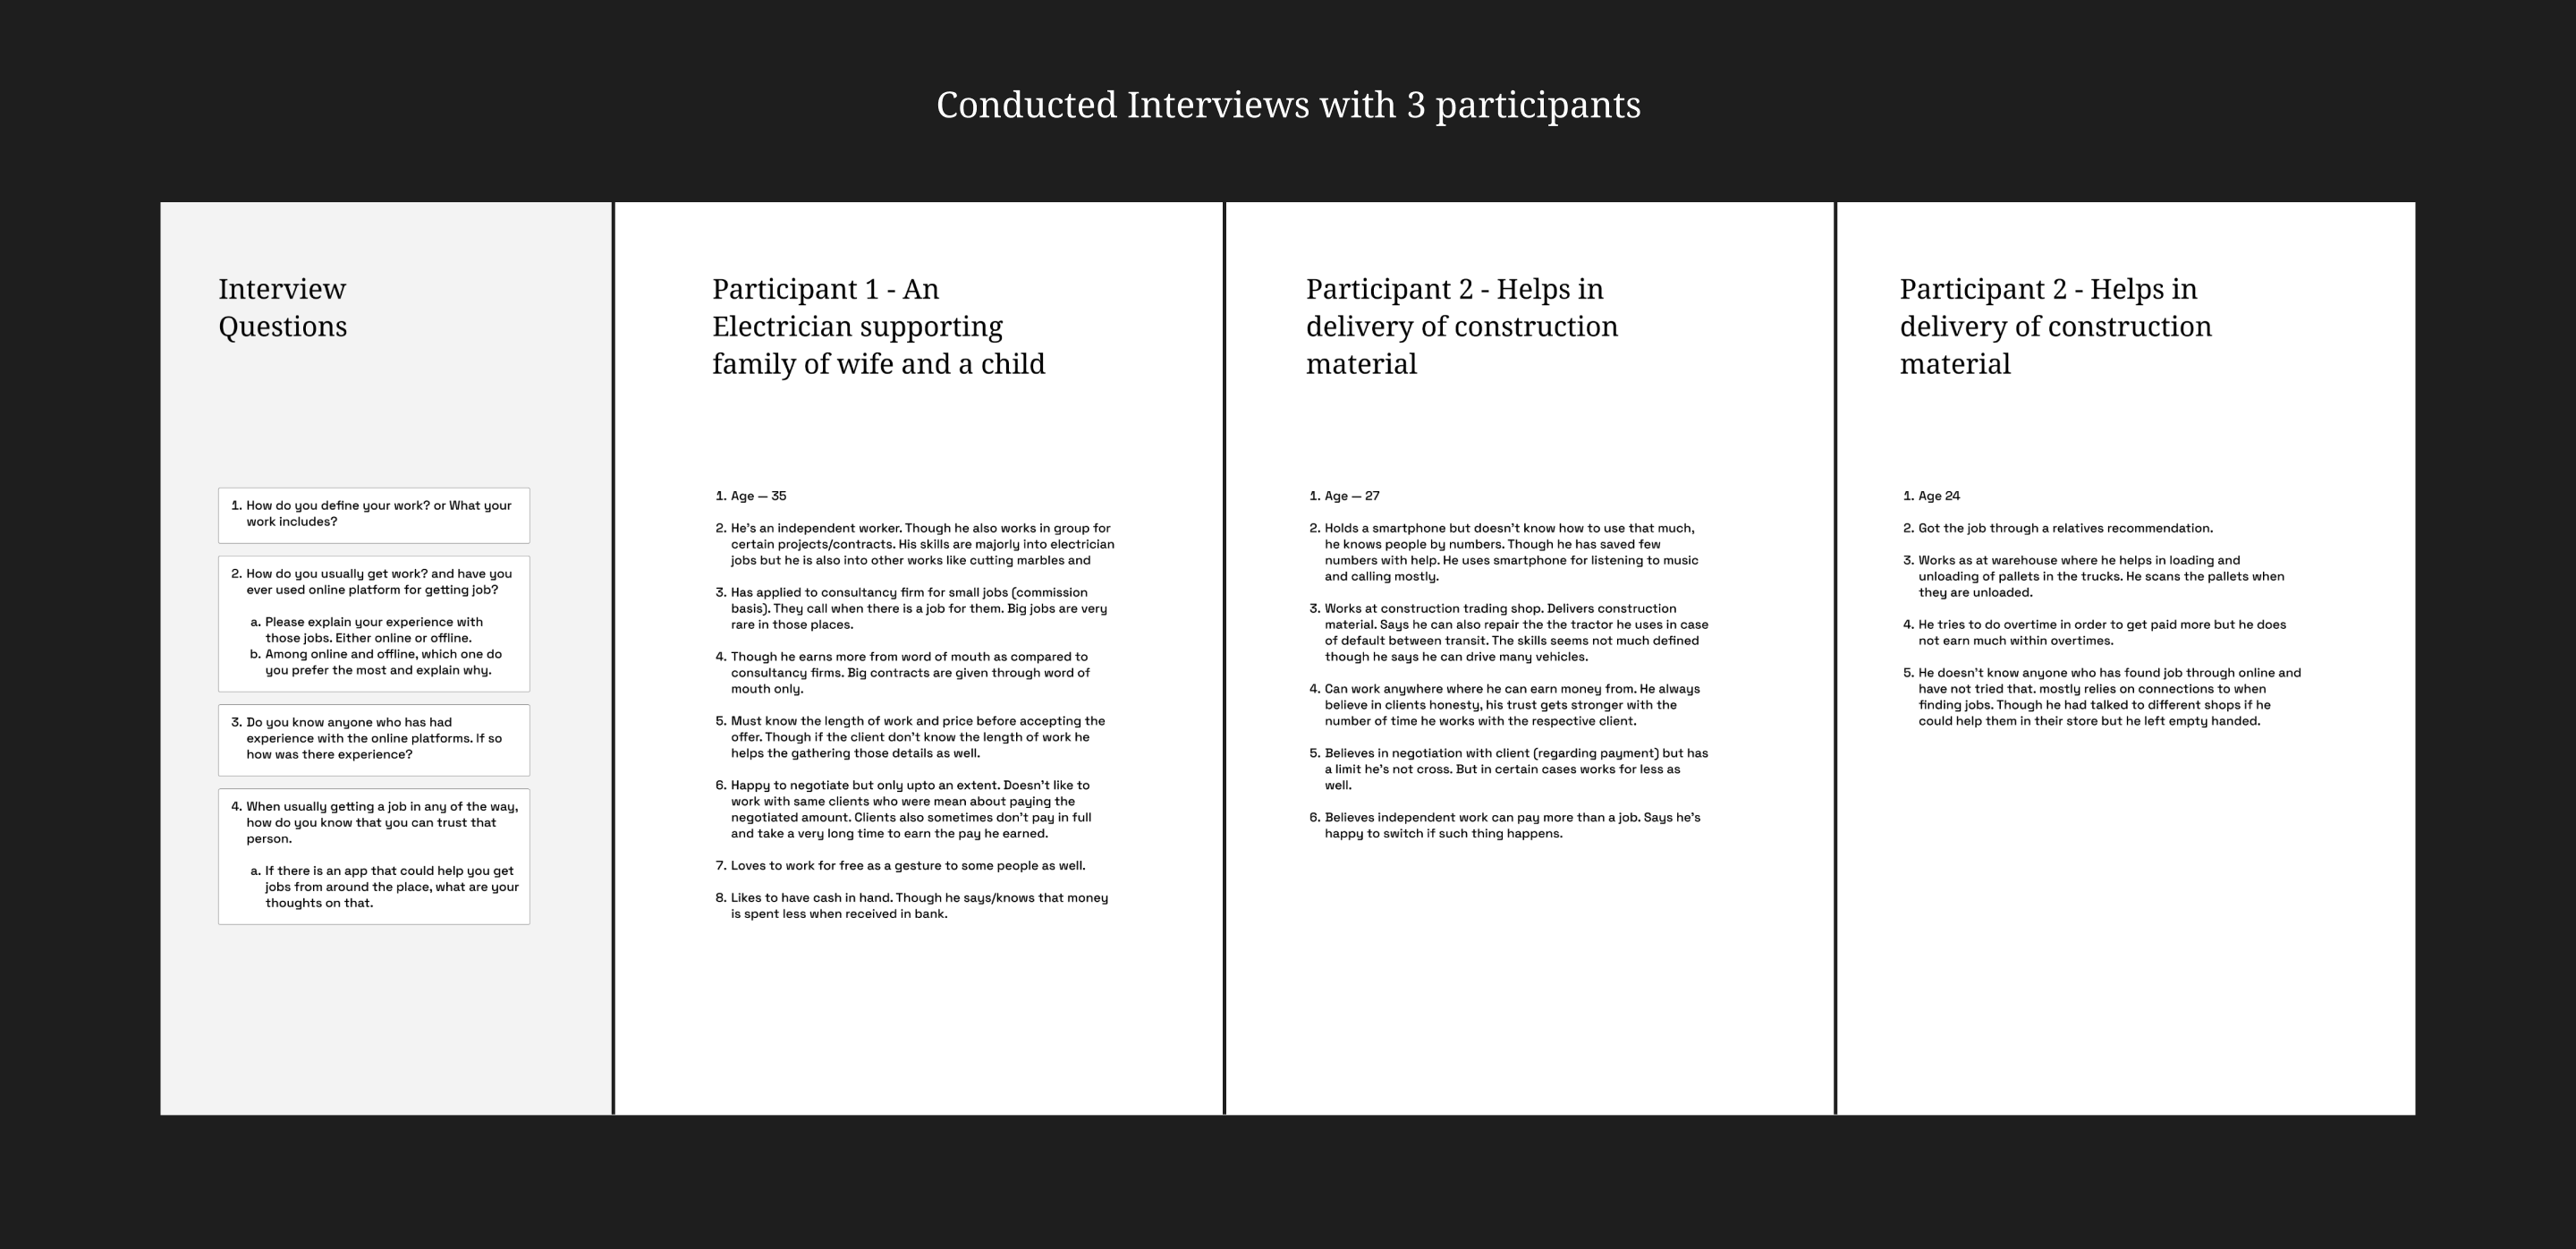 Conducted Interviews with 3 participants
Interview
Questions
1. How do you define your work? or What your
work includes?
2. How do you usually get work? and have you
ever used online platform for getting job?
a. Please explain your experience with
those jobs. Either online or offline.
b. Among online and offline, which one do
you prefer the most and explain why.
3. Do you know anyone who has had
experience with the online platforms. If so
how was there experience?
4. When usually getting a job in any of the way,
how do you know that you can trust that
person.
a. If there is an app that could help you get
jobs from around the place, what are your
thoughts on that.
Participant 1 - An
Electrician supporting
family of wife and a child
1. Age — 35
2. He's an independent worker. Though he also works in group for
certain projects/contracts. His skills are majorly into electrician
jobs but he is also into other works like cutting marbles and
3. Has applied to consultancy firm for small jobs (commission
basis). They call when there is a job for them. Big jobs are very
rare in those places.
4. Though he earns more from word of mouth as compared to
consultancy firms. Big contracts are given through word of
mouth only.
5. Must know the length of work and price before accepting the
offer. Though if the client don't know the length of work he
helps the gathering those details as well.
6. Happy to negotiate but only upto an extent. Doesn't like to
work with same clients who were mean about paying the
negotiated amount. Clients also sometimes don't pay in full
and take a very long time to earn the pay he earned.
7. Loves to work for free as a gesture to some people as well.
8. Likes to have cash in hand. Though he says/knows that money
is spent less when received in bank.
Participant 2 - Helps in
delivery of construction
material
1. Age — 27
2. Holds a smartphone but doesn't know how to use that much,
he knows people by numbers. Though he has saved few
numbers with help. He uses smartphone for listening to music
and calling mostly.
3. Works at construction trading shop. Delivers construction
material. Says he can also repair the the tractor he uses in case
of default between transit. The skills seems not much defined
though he says he can drive many vehicles.
4. Can work anywhere where he can earn money from. He always
believe in clients honesty, his trust gets stronger with the
number of time he works with the respective client.
5. Believes in negotiation with client (regarding payment) but has
a limit he's not cross. But in certain cases works for less as
well.
6. Believes independent work can pay more than a job. Says he's
happy to switch if such thing happens.
Participant 2 - Helps in
delivery of construction
material
1. Age 24
2. Got the job through a relatives recommendation.
3. Works as at warehouse where he helps in loading and
unloading of pallets in the trucks. He scans the pallets when
they are unloaded.
4. He tries to do overtime in order to get paid more but he does
not earn much within overtimes.
5. He doesn't know anyone who has found job through online and
have not tried that. mostly relies on connections to when
finding jobs. Though he had talked to different shops if he
could help them in their store but he left empty handed.